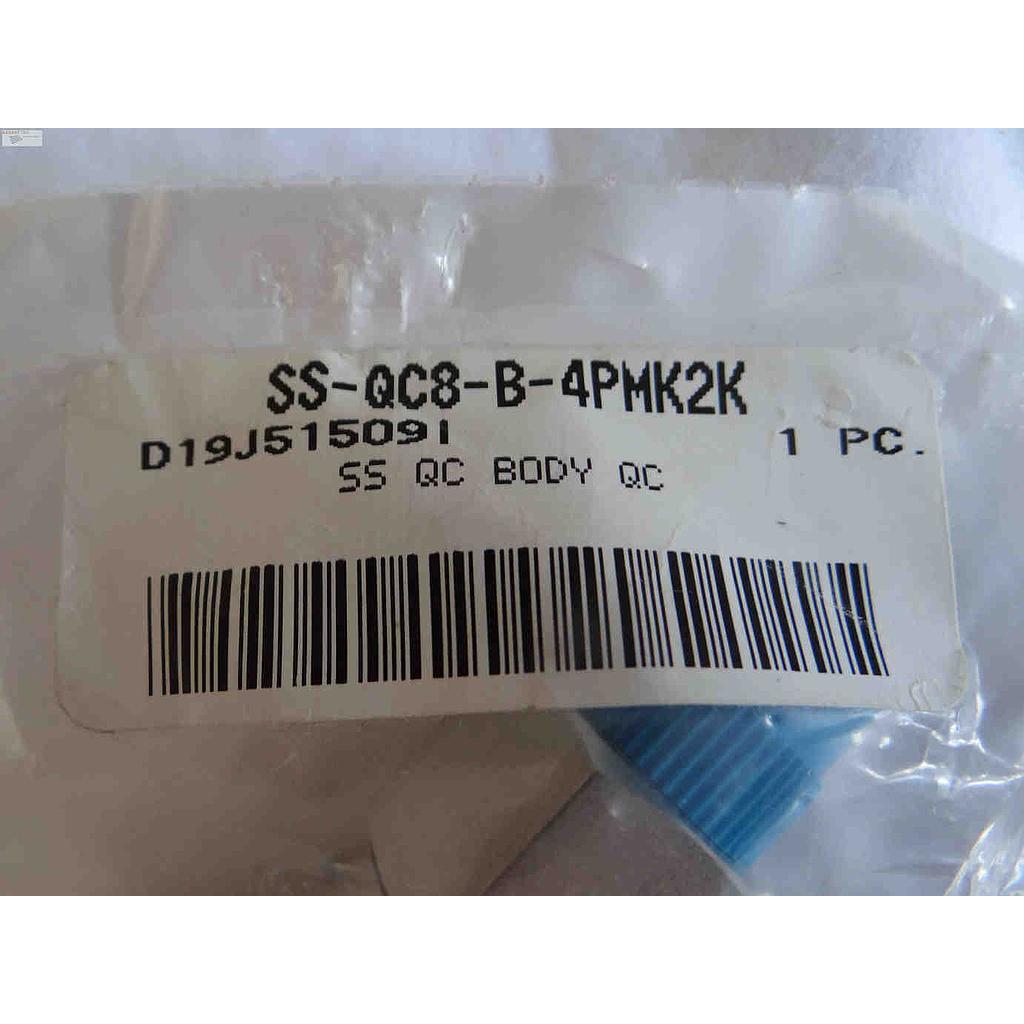 SS-QC8-B-4PMK2K
D19J515091 1 PC.
SS QC BODY QC